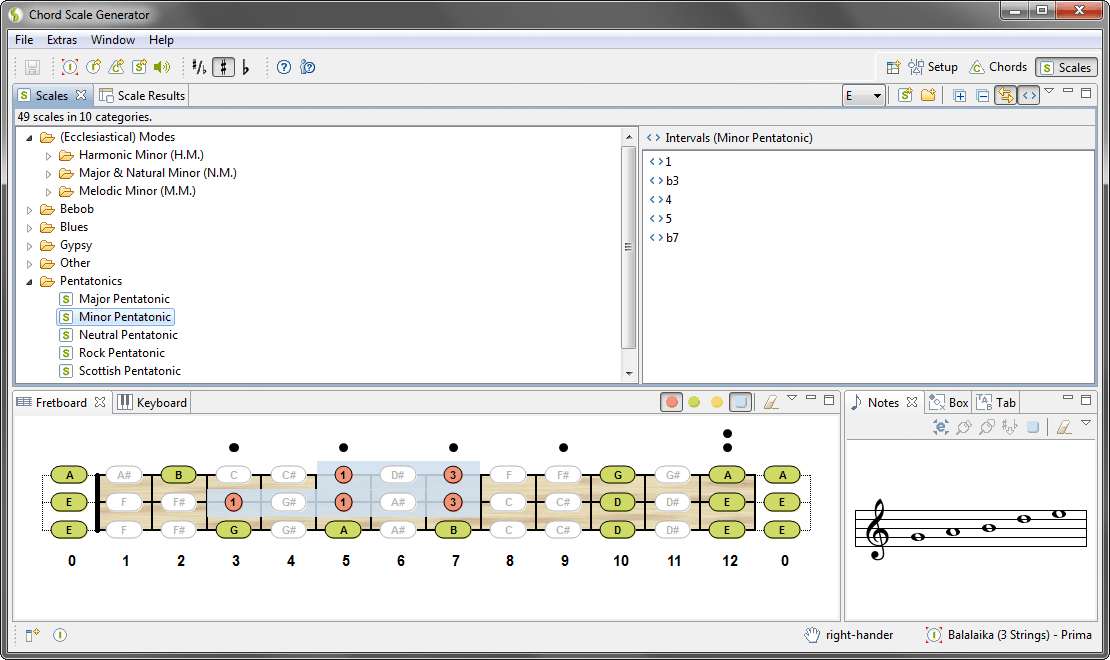 Chord Scale Generator
File Extras Window Help
Setup Chords S Scales
S Scales Scale Results E
49 scales in 10 categories.
(Ecclesiastical) Modes
Harmonic Minor (H.M.)
Major & Natural Minor (N.M.)
Melodic Minor (M.M.)
Bebob
Blues
Gypsy
Other
Pentatonics
S Major Pentatonic
S Minor Pentatonic
S Neutral Pentatonic
S Rock Pentatonic
S Scottish Pentatonic
Intervals (Minor Pentatonic)
1
b3
4
5
b7
Fretboard Keyboard
A A# B C C# 1 D# 3 F F# G G# A A
E F F# 1 G# 1 A# 3 C C# D D# E E
E F F# G G# A A# B C C# D D# E E
0 1 2 3 4 5 6 7 8 9 10 11 12 0
Notes Box Tab
right-hander Balalaika (3 Strings) - Prima